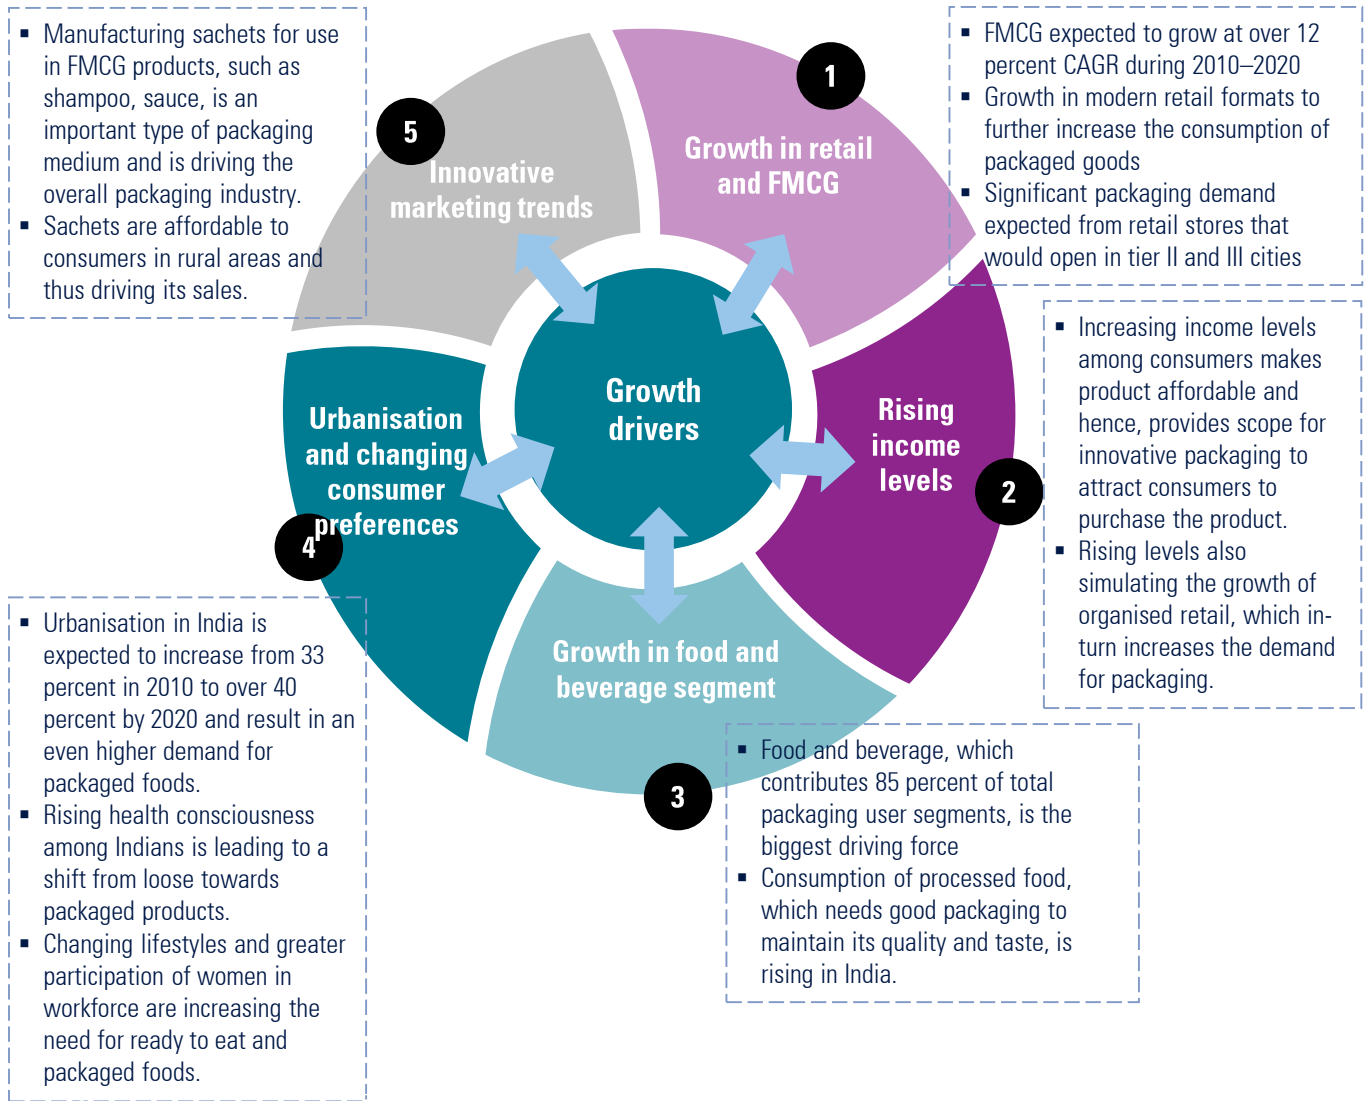 1
Growth in retail
and FMCG
▪ FMCG expected to grow at over 12
percent CAGR during 2010–2020
▪ Growth in modern retail formats to
further increase the consumption of
packaged goods
▪ Significant packaging demand
expected from retail stores that
would open in tier II and III cities
2
Rising
income
levels
▪ Increasing income levels
among consumers makes
product affordable and
hence, provides scope for
innovative packaging to
attract consumers to
purchase the product.
▪ Rising levels also
simulating the growth of
organised retail, which in-
turn increases the demand
for packaging.
3
Growth in food and
beverage segment
▪ Food and beverage, which
contributes 85 percent of total
packaging user segments, is the
biggest driving force
▪ Consumption of processed food,
which needs good packaging to
maintain its quality and taste, is
rising in India.
4
Urbanisation
and changing
consumer
preferences
▪ Urbanisation in India is
expected to increase from 33
percent in 2010 to over 40
percent by 2020 and result in an
even higher demand for
packaged foods.
▪ Rising health consciousness
among Indians is leading to a
shift from loose towards
packaged products.
▪ Changing lifestyles and greater
participation of women in
workforce are increasing the
need for ready to eat and
packaged foods.
5
Innovative
marketing trends
▪ Manufacturing sachets for use
in FMCG products, such as
shampoo, sauce, is an
important type of packaging
medium and is driving the
overall packaging industry.
▪ Sachets are affordable to
consumers in rural areas and
thus driving its sales.
Growth
drivers